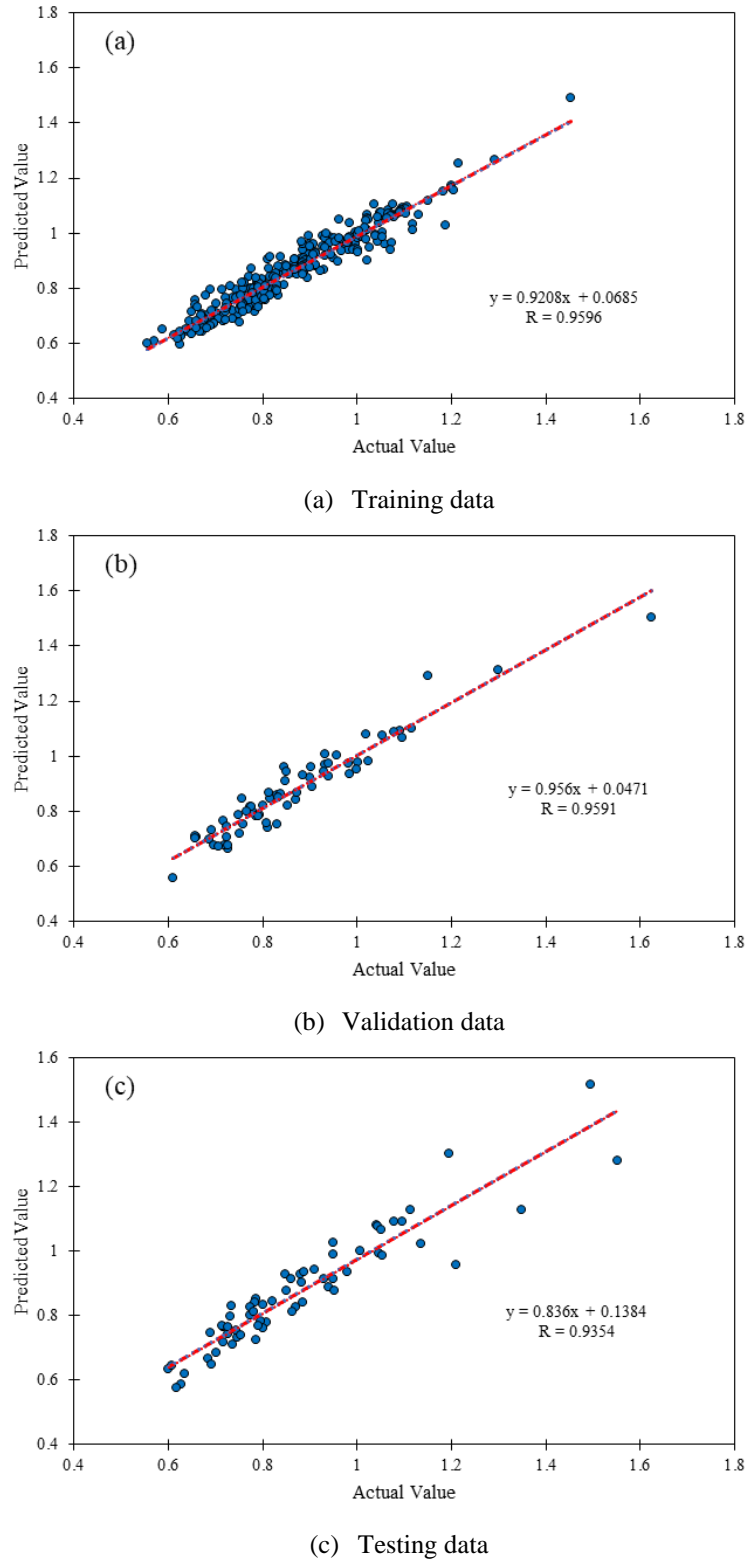 (a)
1.8
1.6
1.4
1.2
1
0.8
0.6
0.4
Predicted Value
y = 0.9208x + 0.0685
R = 0.9596
0.4 0.6 0.8 1 1.2 1.4 1.6 1.8
Actual Value
(a) Training data
(b)
1.8
1.6
1.4
1.2
1
0.8
0.6
0.4
Predicted Value
y = 0.956x + 0.0471
R = 0.9591
0.4 0.6 0.8 1 1.2 1.4 1.6 1.8
Actual Value
(b) Validation data
(c)
1.6
1.4
1.2
1
0.8
0.6
0.4
Predicted Value
y = 0.836x + 0.1384
R = 0.9354
0.4 0.6 0.8 1 1.2 1.4 1.6 1.8
Actual Value
(c) Testing data